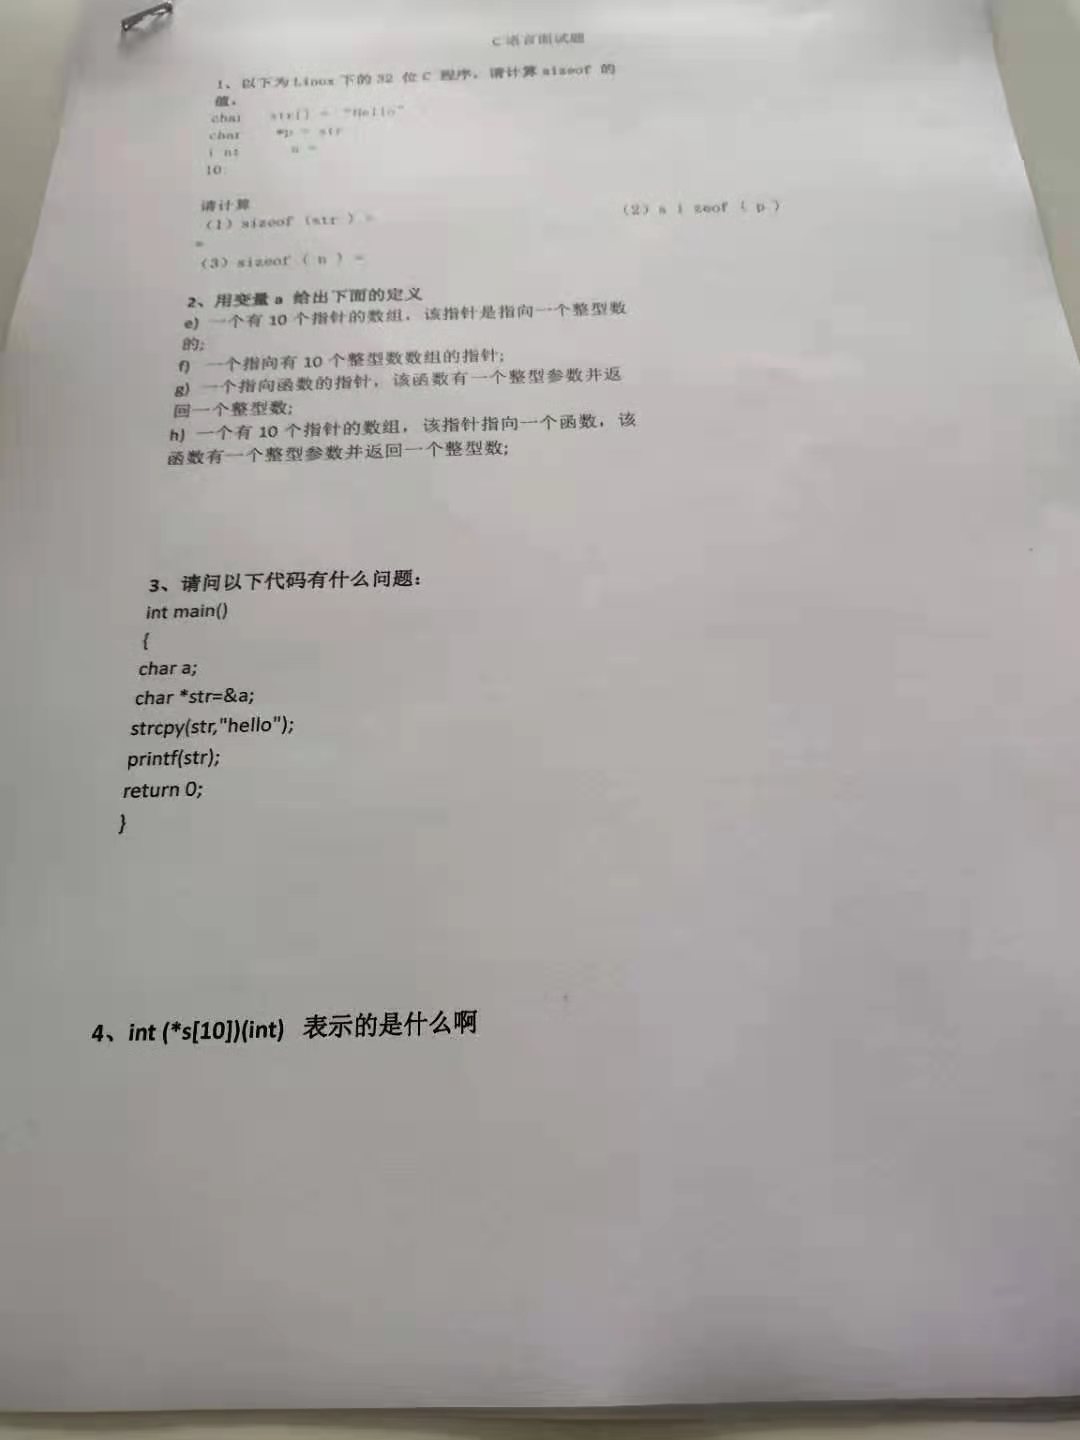 C 语言面试题
1、以下为 Linux 下的 32 位 C 程序，请计算 sizeof 的
值。
char str[] = "Hello"
char *p = str
i nt n =
10
请计算
(1) sizeof (str ) = (2) s i zeof ( p )
=
(3) sizeof ( n ) =
2、用变量 a 给出下面的定义
e) 一个有 10 个指针的数组，该指针是指向一个整型数
的;
f) 一个指向有 10 个整型数数组的指针;
g) 一个指向函数的指针，该函数有一个整型参数并返
回一个整型数;
h) 一个有 10 个指针的数组，该指针指向一个函数，该
函数有一个整型参数并返回一个整型数;
3、请问以下代码有什么问题：
int main()
{
char a;
char *str=&a;
strcpy(str,"hello");
printf(str);
return 0;
}
4、int (*s[10])(int) 表示的是什么啊